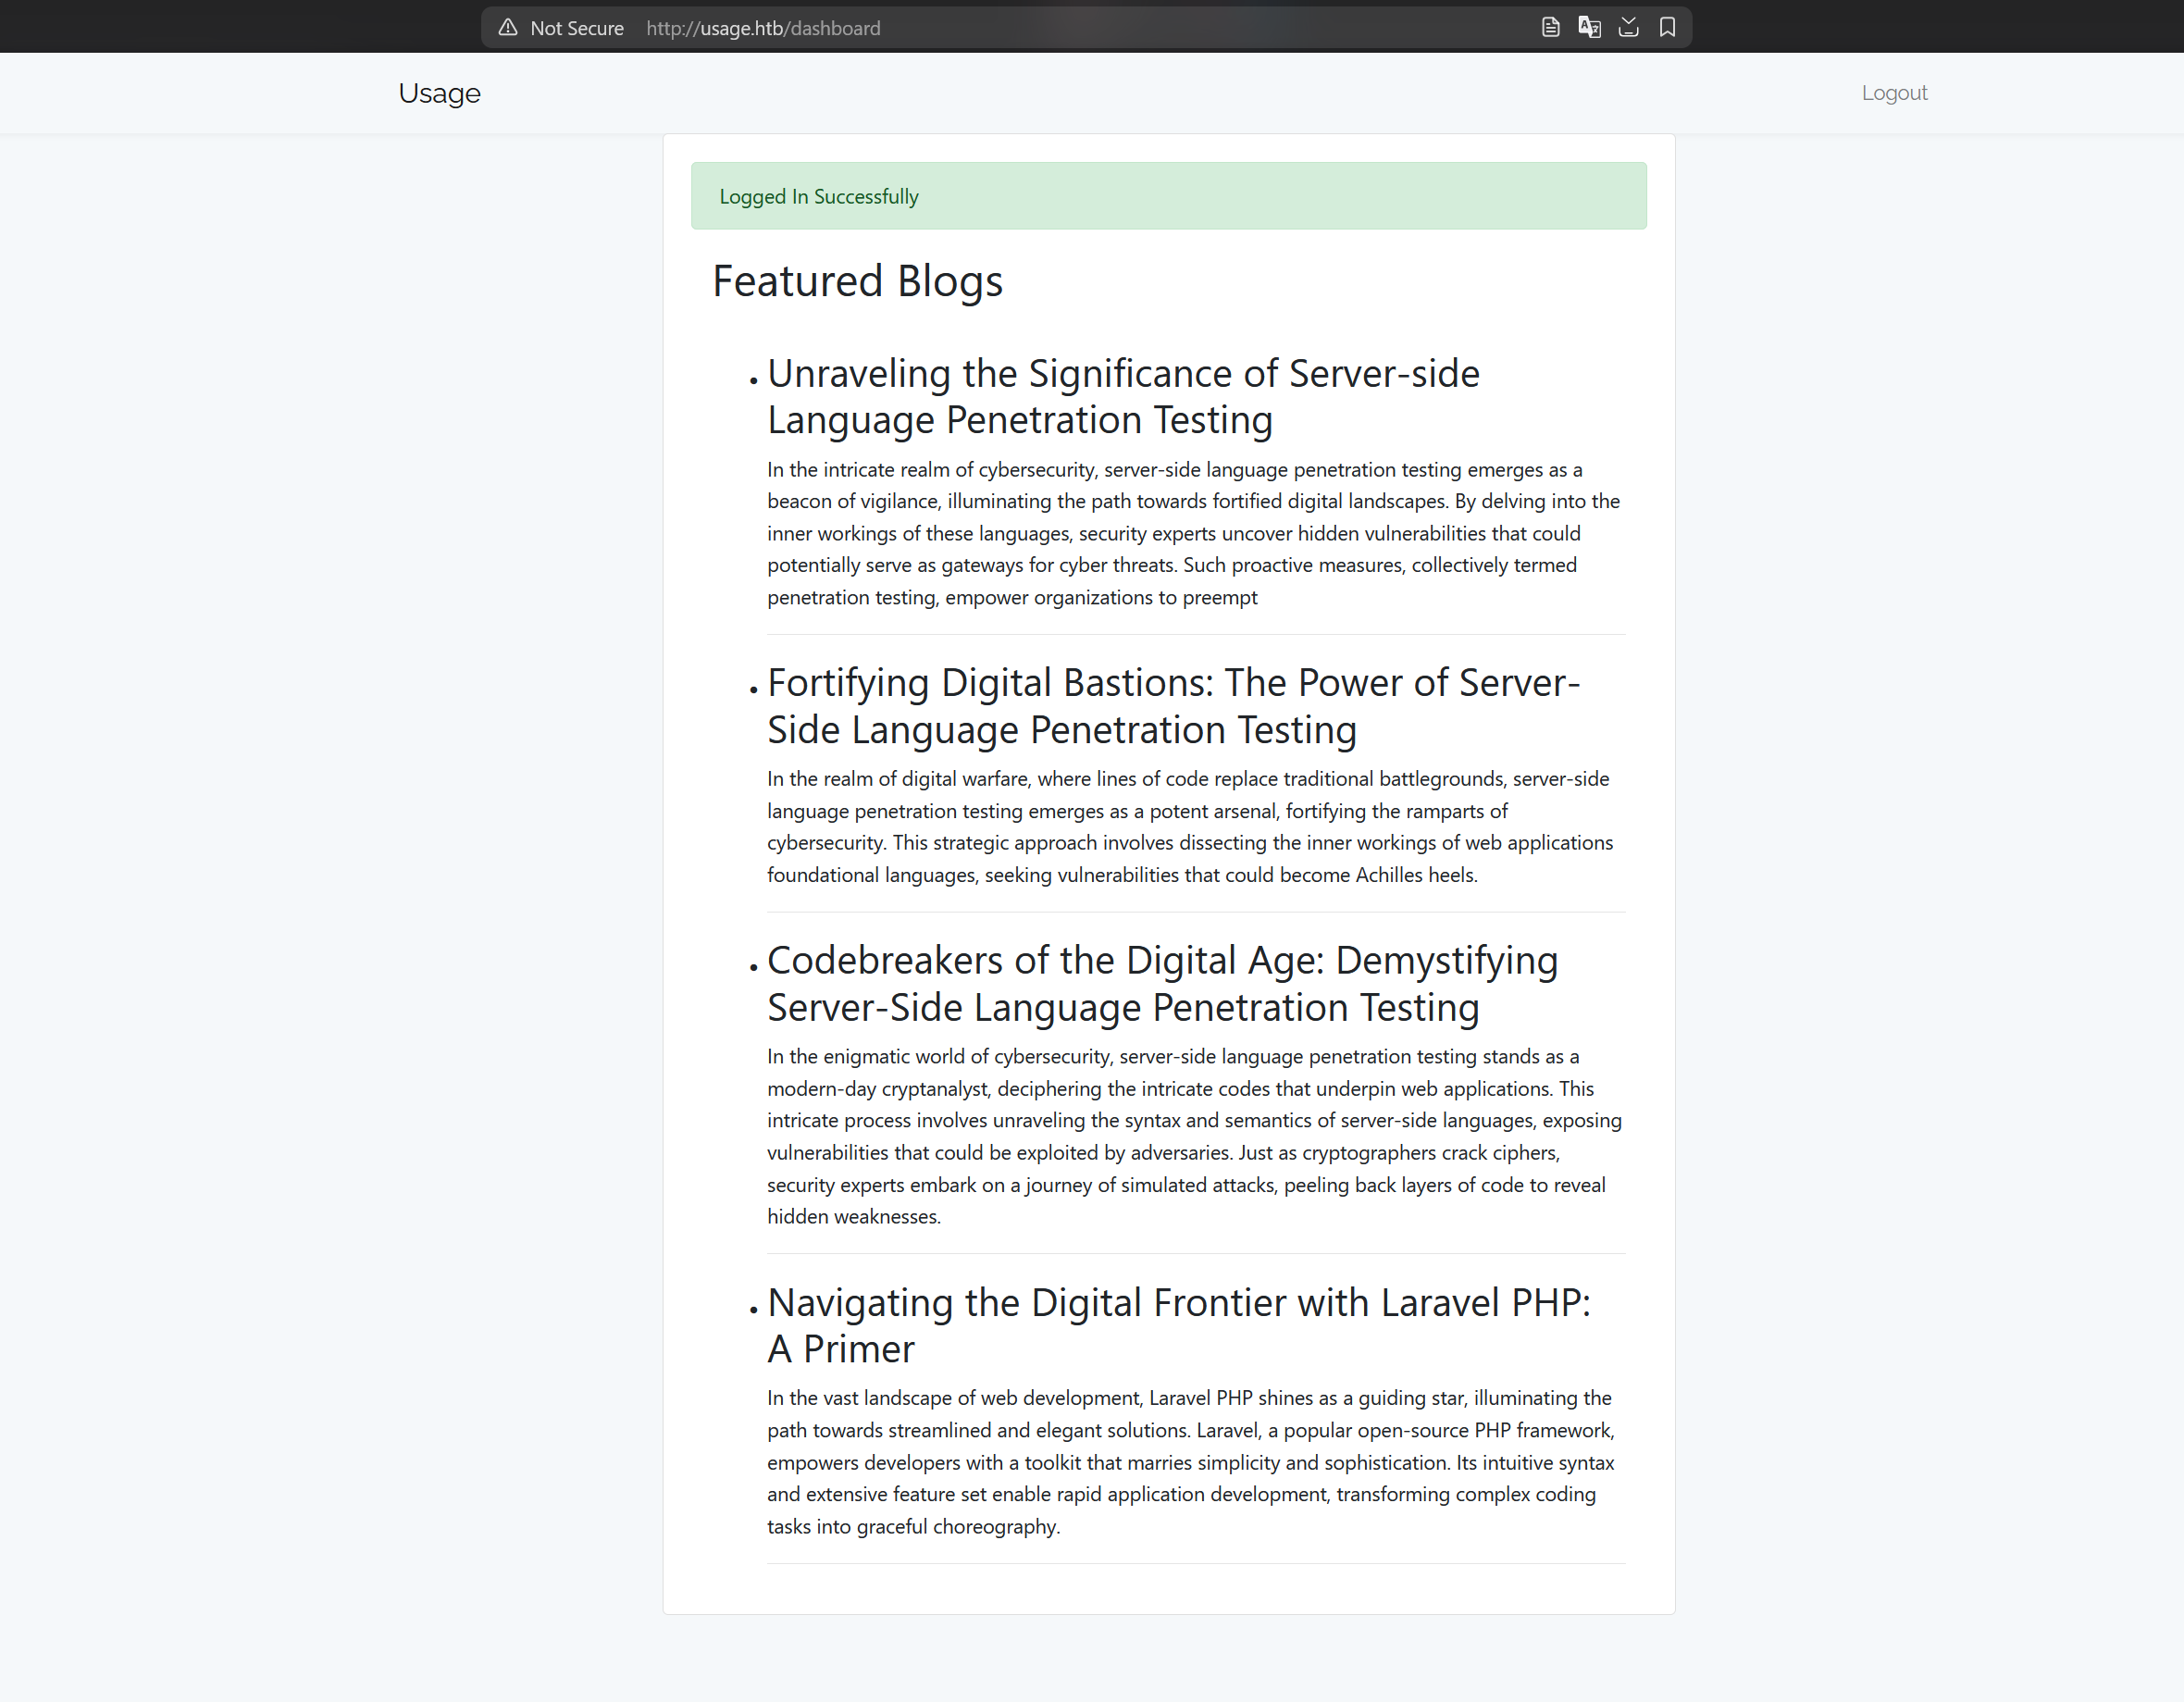 Not Secure http://usage.htb/dashboard
Usage
Logout
Logged In Successfully
Featured Blogs
• Unraveling the Significance of Server-side
Language Penetration Testing
In the intricate realm of cybersecurity, server-side language penetration testing emerges as a
beacon of vigilance, illuminating the path towards fortified digital landscapes. By delving into the
inner workings of these languages, security experts uncover hidden vulnerabilities that could
potentially serve as gateways for cyber threats. Such proactive measures, collectively termed
penetration testing, empower organizations to preempt
• Fortifying Digital Bastions: The Power of Server-
Side Language Penetration Testing
In the realm of digital warfare, where lines of code replace traditional battlegrounds, server-side
language penetration testing emerges as a potent arsenal, fortifying the ramparts of
cybersecurity. This strategic approach involves dissecting the inner workings of web applications
foundational languages, seeking vulnerabilities that could become Achilles heels.
• Codebreakers of the Digital Age: Demystifying
Server-Side Language Penetration Testing
In the enigmatic world of cybersecurity, server-side language penetration testing stands as a
modern-day cryptanalyst, deciphering the intricate codes that underpin web applications. This
intricate process involves unraveling the syntax and semantics of server-side languages, exposing
vulnerabilities that could be exploited by adversaries. Just as cryptographers crack ciphers,
security experts embark on a journey of simulated attacks, peeling back layers of code to reveal
hidden weaknesses.
• Navigating the Digital Frontier with Laravel PHP:
A Primer
In the vast landscape of web development, Laravel PHP shines as a guiding star, illuminating the
path towards streamlined and elegant solutions. Laravel, a popular open-source PHP framework,
empowers developers with a toolkit that marries simplicity and sophistication. Its intuitive syntax
and extensive feature set enable rapid application development, transforming complex coding
tasks into graceful choreography.